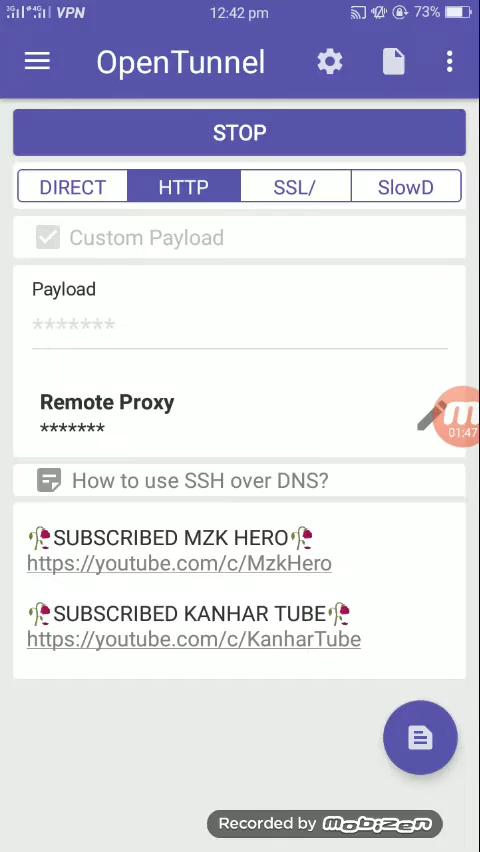 3G 4G VPN 12:42 pm 73%
OpenTunnel
STOP
DIRECT HTTP SSL/ SlowD
Custom Payload
Payload
*******
Remote Proxy
*******
01:47
How to use SSH over DNS?
🥀SUBSCRIBED MZK HERO🥀
https://youtube.com/c/MzkHero
🥀SUBSCRIBED KANHAR TUBE🥀
https://youtube.com/c/KanharTube
Recorded by mobizen